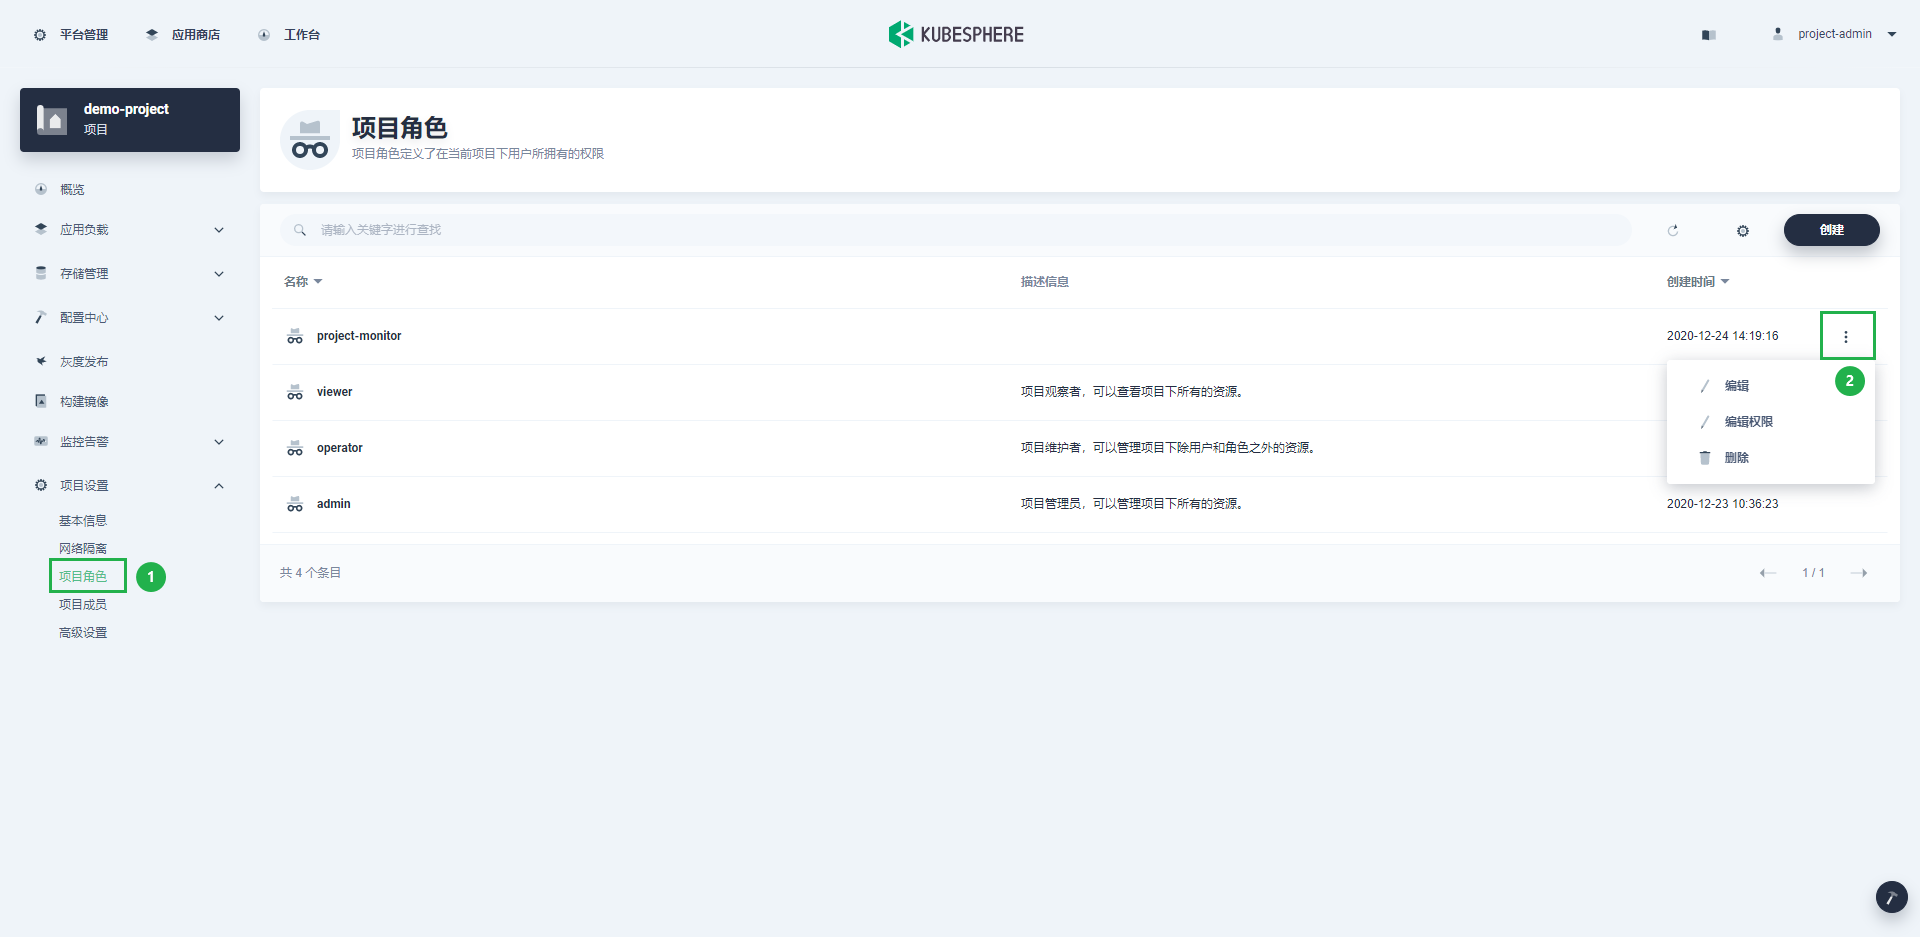 平台管理
应用商店
工作台
KUBESPHERE
project-admin
demo-project
项目
概览
应用负载
存储管理
配置中心
灰度发布
构建镜像
监控告警
项目设置
基本信息
网络隔离
项目角色
1
项目成员
高级设置
项目角色
项目角色定义了在当前项目下用户所拥有的权限
请输入关键字进行查找
创建
名称 描述信息 创建时间
project-monitor 2020-12-24 14:19:16
viewer 项目观察者，可以查看项目下所有的资源。
operator 项目维护者，可以管理项目下除用户和角色之外的资源。
admin 项目管理员，可以管理项目下所有的资源。 2020-12-23 10:36:23
2
编辑
编辑权限
删除
共 4 个条目
1 / 1